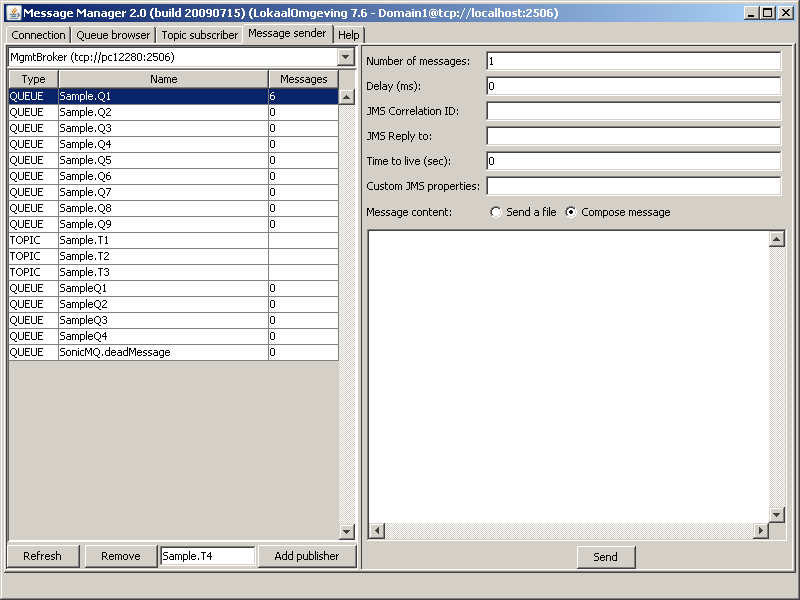 Message Manager 2.0 (build 20090715) (LokaalOmgeving 7.6 - Domain1@tcp://localhost:2506)
Connection Queue browser Topic subscriber Message sender Help
MgmtBroker (tcp://pc12280:2506)
Type Name Messages
QUEUE Sample.Q1 6
QUEUE Sample.Q2 0
QUEUE Sample.Q3 0
QUEUE Sample.Q4 0
QUEUE Sample.Q5 0
QUEUE Sample.Q6 0
QUEUE Sample.Q7 0
QUEUE Sample.Q8 0
QUEUE Sample.Q9 0
TOPIC Sample.T1
TOPIC Sample.T2
TOPIC Sample.T3
QUEUE SampleQ1 0
QUEUE SampleQ2 0
QUEUE SampleQ3 0
QUEUE SampleQ4 0
QUEUE SonicMQ.deadMessage 0
Refresh Remove Sample.T4 Add publisher
Number of messages: 1
Delay (ms): 0
JMS Correlation ID:
JMS Reply to:
Time to live (sec): 0
Custom JMS properties:
Message content: Send a file Compose message
Send